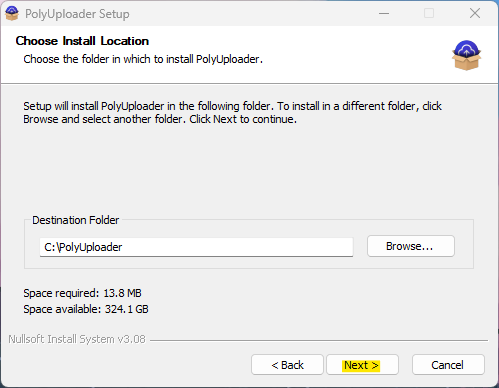 PolyUploader Setup
Choose Install Location
Choose the folder in which to install PolyUploader.
Setup will install PolyUploader in the following folder. To install in a different folder, click
Browse and select another folder. Click Next to continue.
Destination Folder
C:\PolyUploader
Browse...
Space required: 13.8 MB
Space available: 324.1 GB
Nullsoft Install System v3.08
< Back
Next >
Cancel